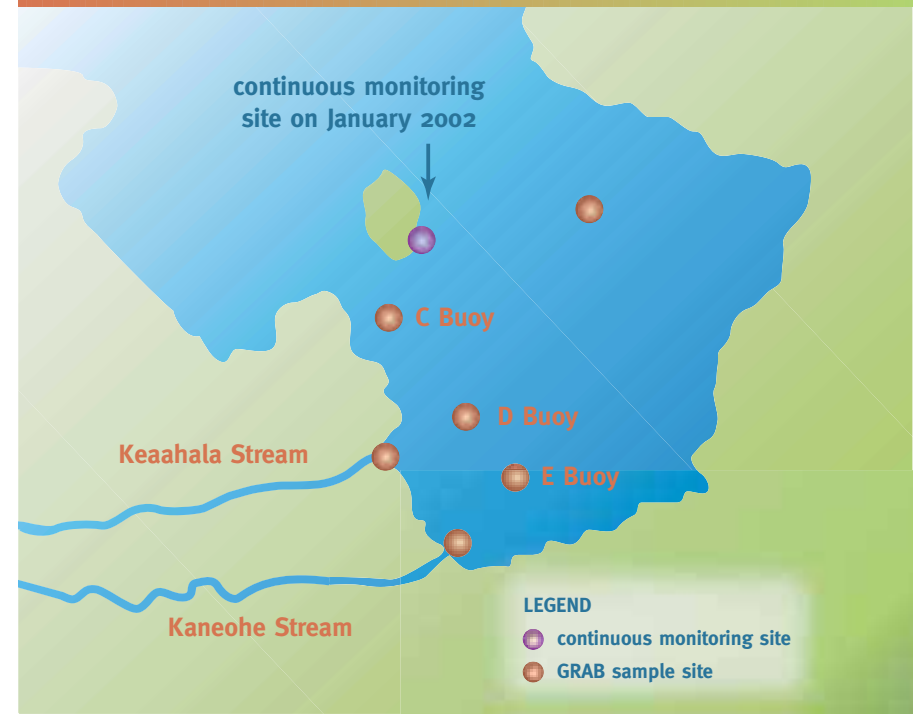 continuous monitoring
site on January 2002
C Buoy
D Buoy
Keaahala Stream
E Buoy
Kaneohe Stream
LEGEND
continuous monitoring site
GRAB sample site